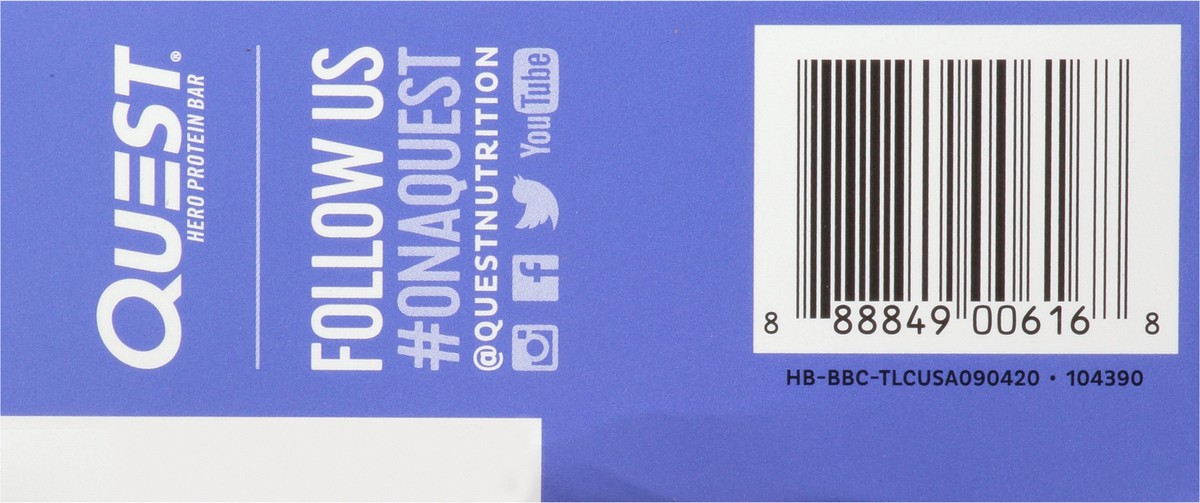 QUEST®
HERO PROTEIN BAR
FOLLOW US
#ONAQUEST
@QUESTNUTRITION
YouTube
8 88849 00616 8
HB-BBC-TLCUSA090420 • 104390